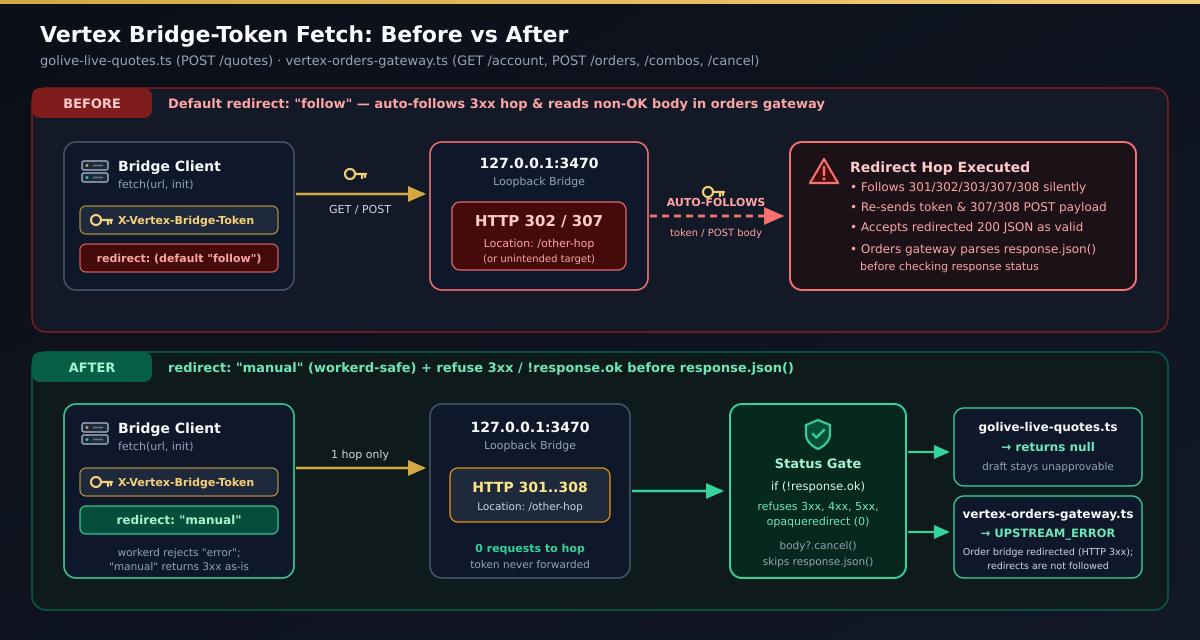 Vertex Bridge-Token Fetch: Before vs After
golive-live-quotes.ts (POST /quotes) · vertex-orders-gateway.ts (GET /account, POST /orders, /combos, /cancel)
BEFORE
Default redirect: "follow" — auto-follows 3xx hop & reads non-OK body in orders gateway
Bridge Client
fetch(url, init)
X-Vertex-Bridge-Token
redirect: (default "follow")
GET / POST
127.0.0.1:3470
Loopback Bridge
HTTP 302 / 307
Location: /other-hop
(or unintended target)
AUTO-FOLLOWS
token / POST body
Redirect Hop Executed
• Follows 301/302/303/307/308 silently
• Re-sends token & 307/308 POST payload
• Accepts redirected 200 JSON as valid
• Orders gateway parses response.json()
before checking response status
AFTER
redirect: "manual" (workerd-safe) + refuse 3xx / !response.ok before response.json()
Bridge Client
fetch(url, init)
X-Vertex-Bridge-Token
redirect: "manual"
workerd rejects "error";
"manual" returns 3xx as-is
1 hop only
127.0.0.1:3470
Loopback Bridge
HTTP 301..308
Location: /other-hop
0 requests to hop
token never forwarded
Status Gate
if (!response.ok)
refuses 3xx, 4xx, 5xx,
opaqueredirect (0)
body?.cancel()
skips response.json()
golive-live-quotes.ts
→ returns null
draft stays unapprovable
vertex-orders-gateway.ts
→ UPSTREAM_ERROR
Order bridge redirected (HTTP 3xx);
redirects are not followed